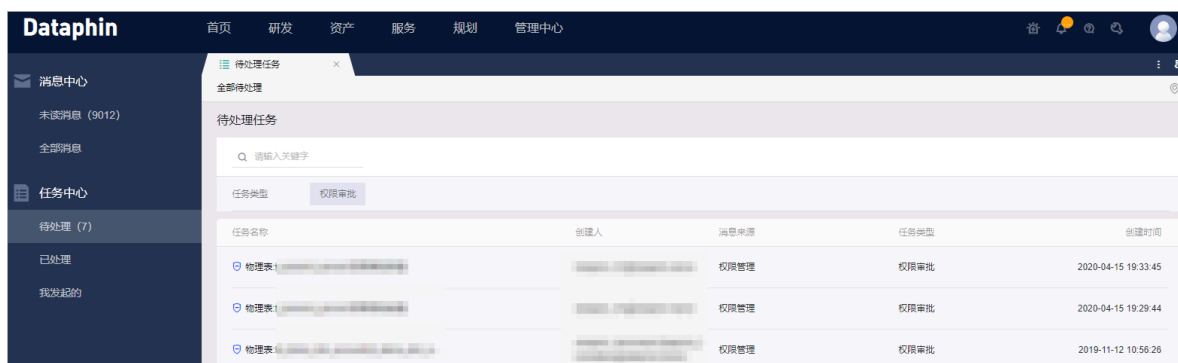 Dataphin 首页 研发 资产 服务 规划 管理中心
待处理任务
消息中心
全部待处理
未读消息（9012）
待处理任务
全部消息
请输入关键字
任务中心
任务类型 权限审批
待处理（7）
任务名称 创建人 消息来源 任务类型 创建时间
已处理
物理表: 权限管理 权限审批 2020-04-15 19:33:45
我发起的
物理表: 权限管理 权限审批 2020-04-15 19:29:44
物理表: 权限管理 权限审批 2019-11-12 10:56:26